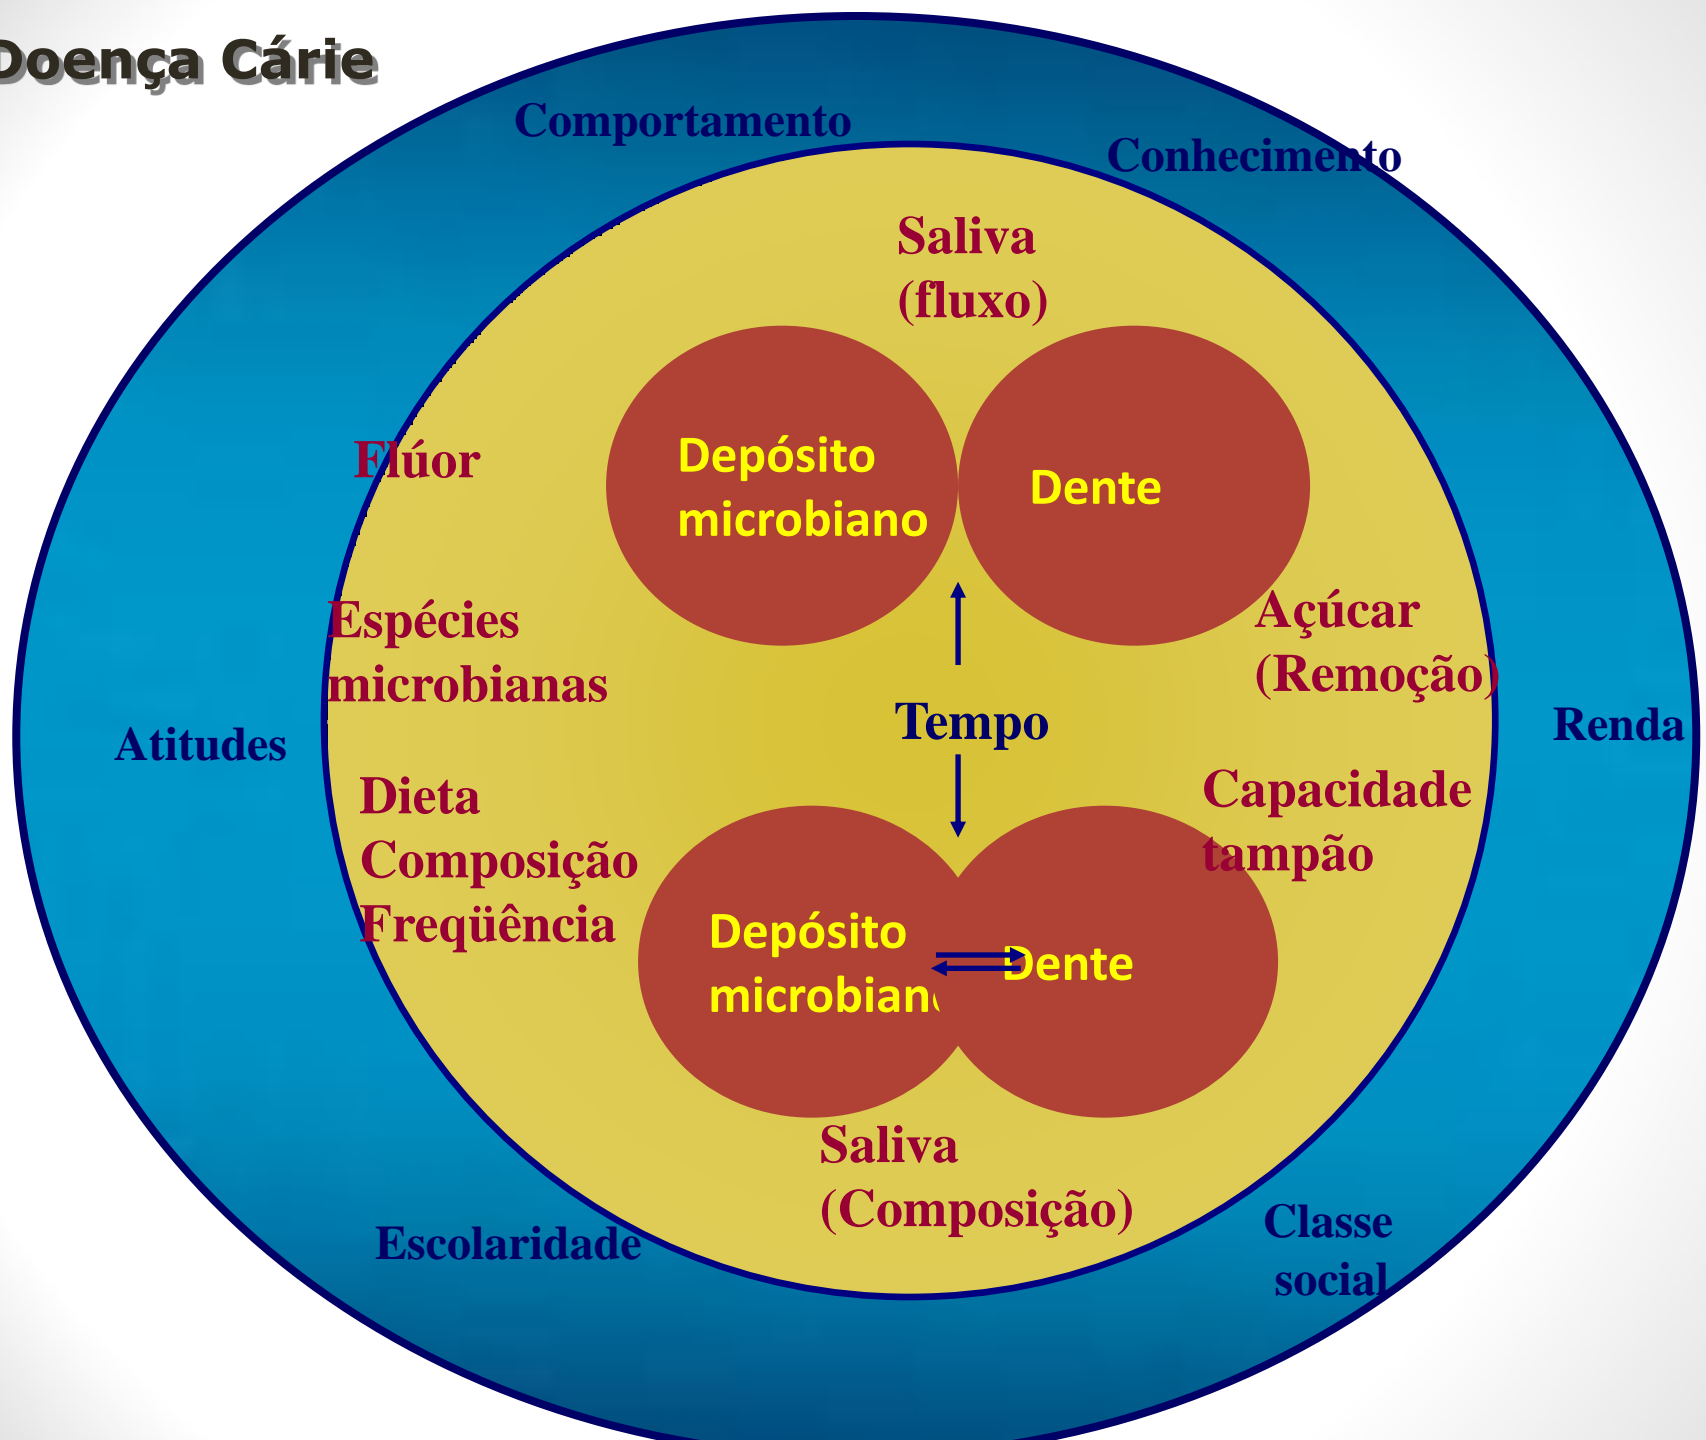 Doença Cárie
Comportamento
Conhecimento
Saliva
(fluxo)
Flúor
Depósito
microbiano
Dente
Espécies
microbianas
Açúcar
(Remoção)
Tempo
Atitudes
Renda
Dieta
Composição
Freqüência
Capacidade
tampão
Depósito
microbiano
Dente
Saliva
(Composição)
Escolaridade
Classe
social